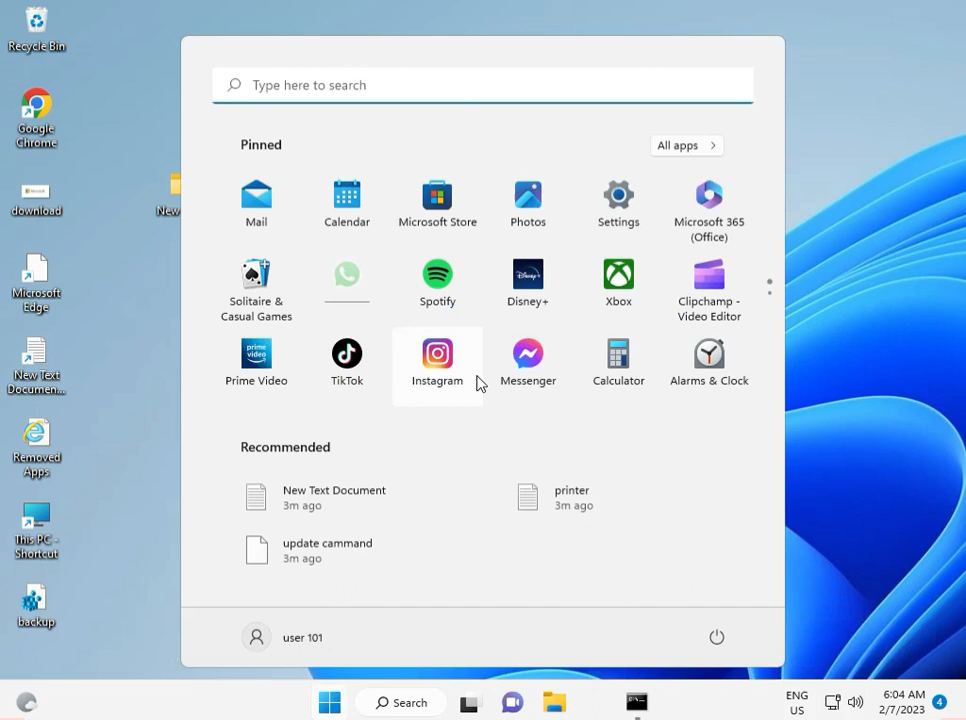 Recycle Bin
Google
Chrome
download
Microsoft
Edge
New Text
Documen...
Removed
Apps
This PC -
Shortcut
backup
New
Type here to search
Pinned
All apps
Mail
Calendar
Microsoft Store
Photos
Settings
Microsoft 365
(Office)
Solitaire &
Casual Games
Spotify
Disney+
Xbox
Clipchamp -
Video Editor
prime
video
Prime Video
TikTok
Instagram
Messenger
Calculator
Alarms & Clock
Recommended
New Text Document
3m ago
printer
3m ago
update cammand
3m ago
user 101
Search
ENG
US
6:04 AM
2/7/2023
4